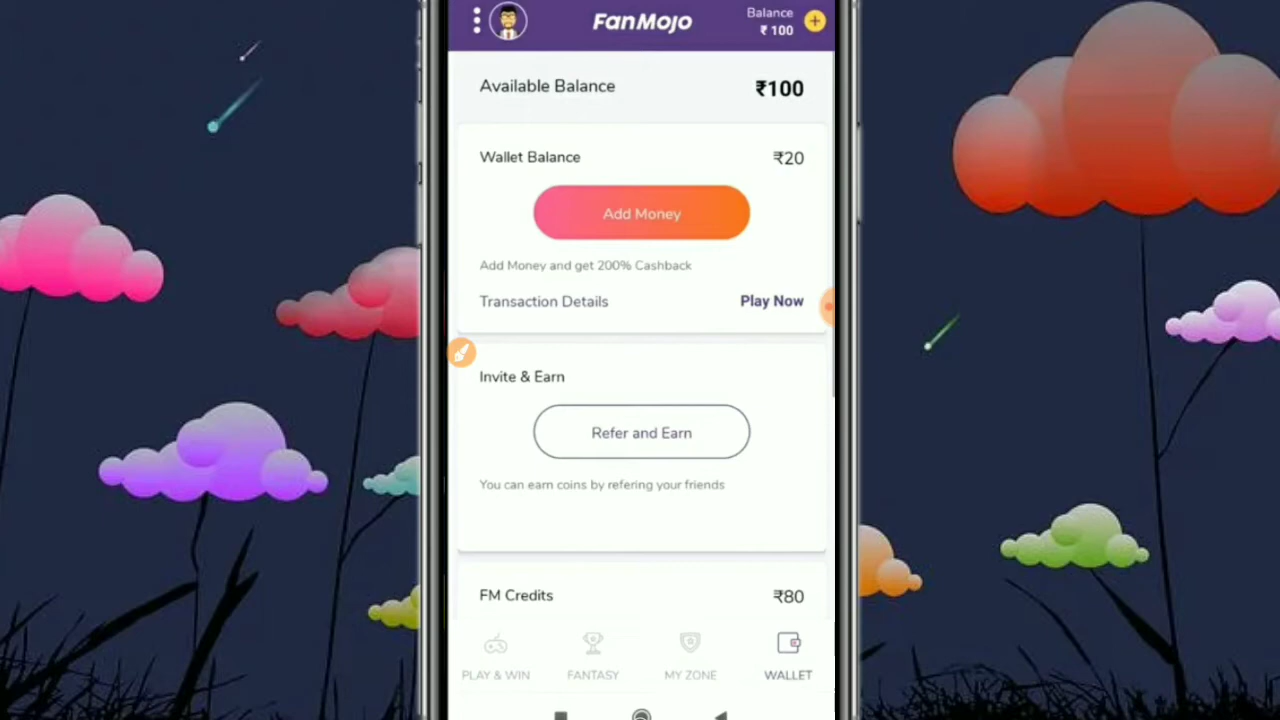 FanMojo
Balance
₹ 100
Available Balance ₹100
Wallet Balance ₹20
Add Money
Add Money and get 200% Cashback
Transaction Details Play Now
Invite & Earn
Refer and Earn
You can earn coins by refering your friends
FM Credits ₹80
PLAY & WIN FANTASY MY ZONE WALLET